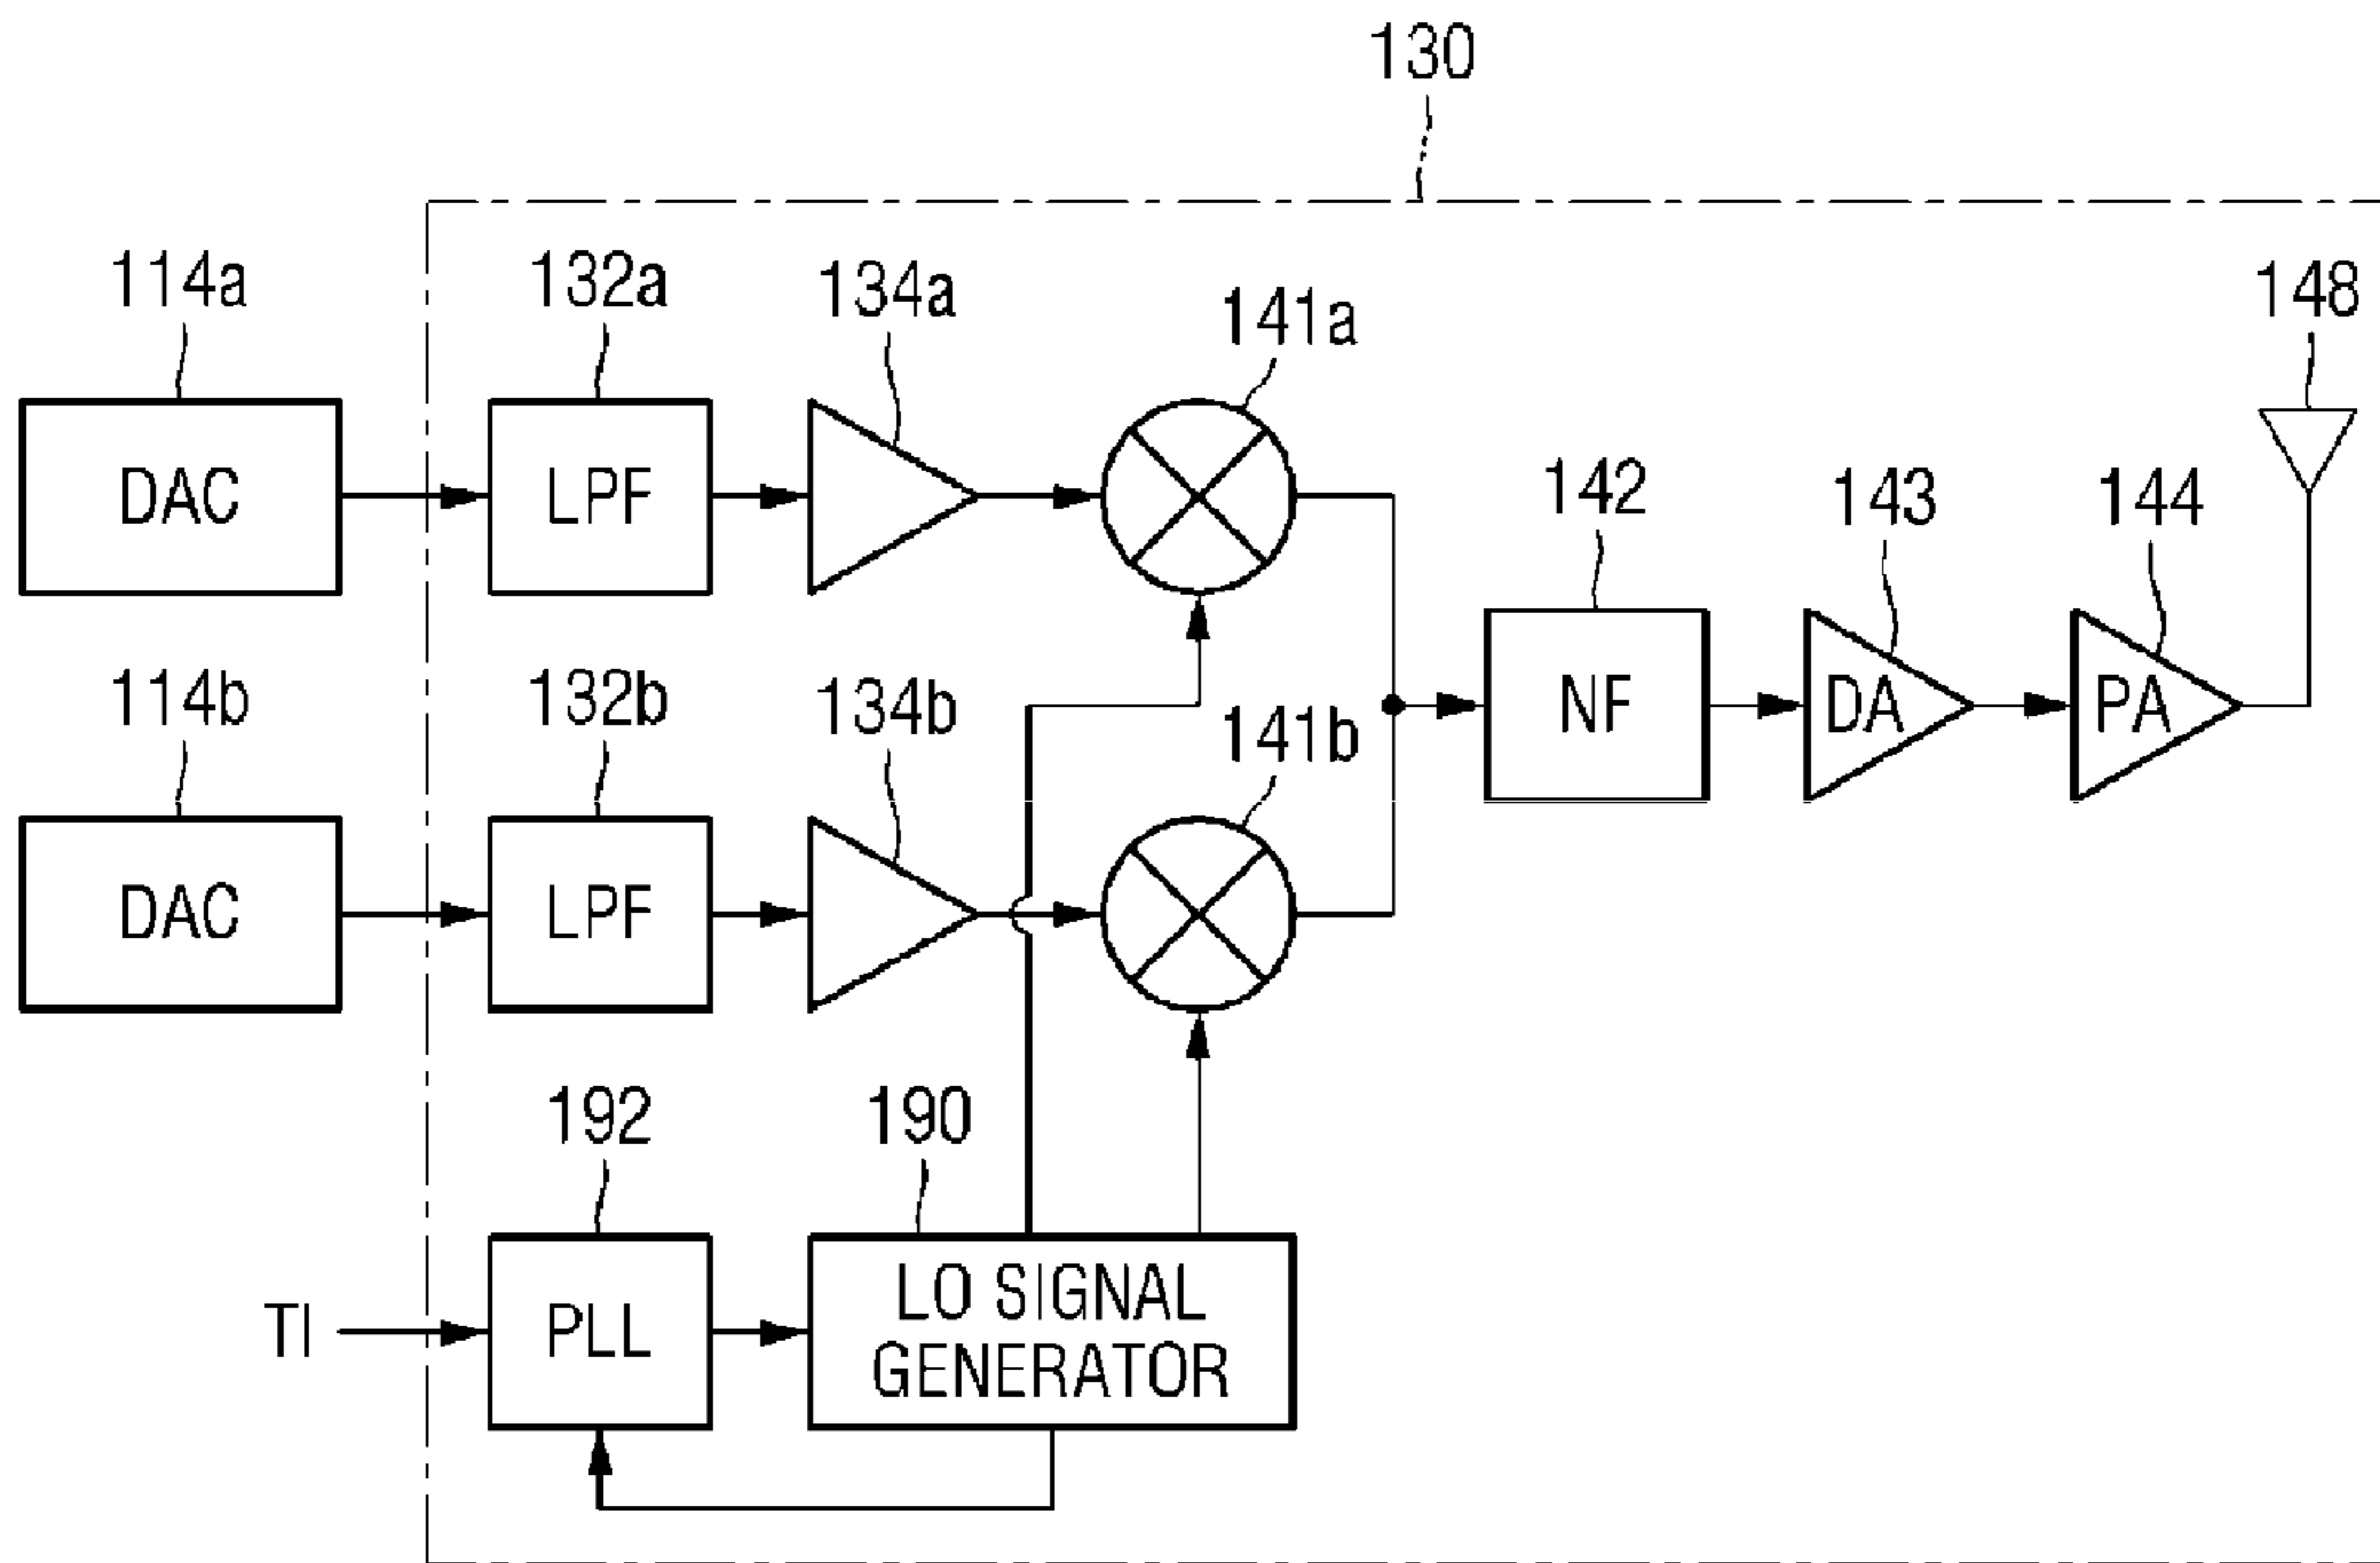 130
114a
132a
134a
141a
148
DAC
LPF
142
143
144
114b
132b
134b
141b
NF
DA
PA
DAC
LPF
192
190
TI
PLL
LO SIGNAL
GENERATOR